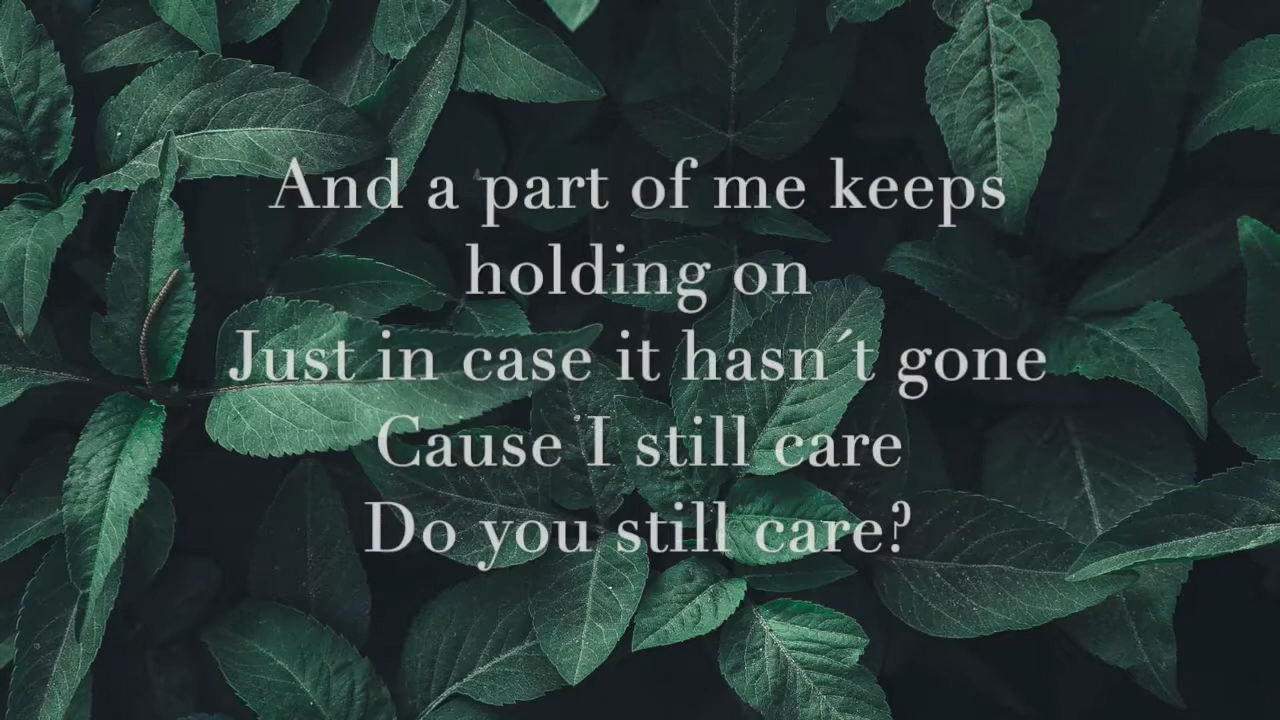 And a part of me keeps
holding on
Just in case it hasn´t gone
Cause I still care
Do you still care?